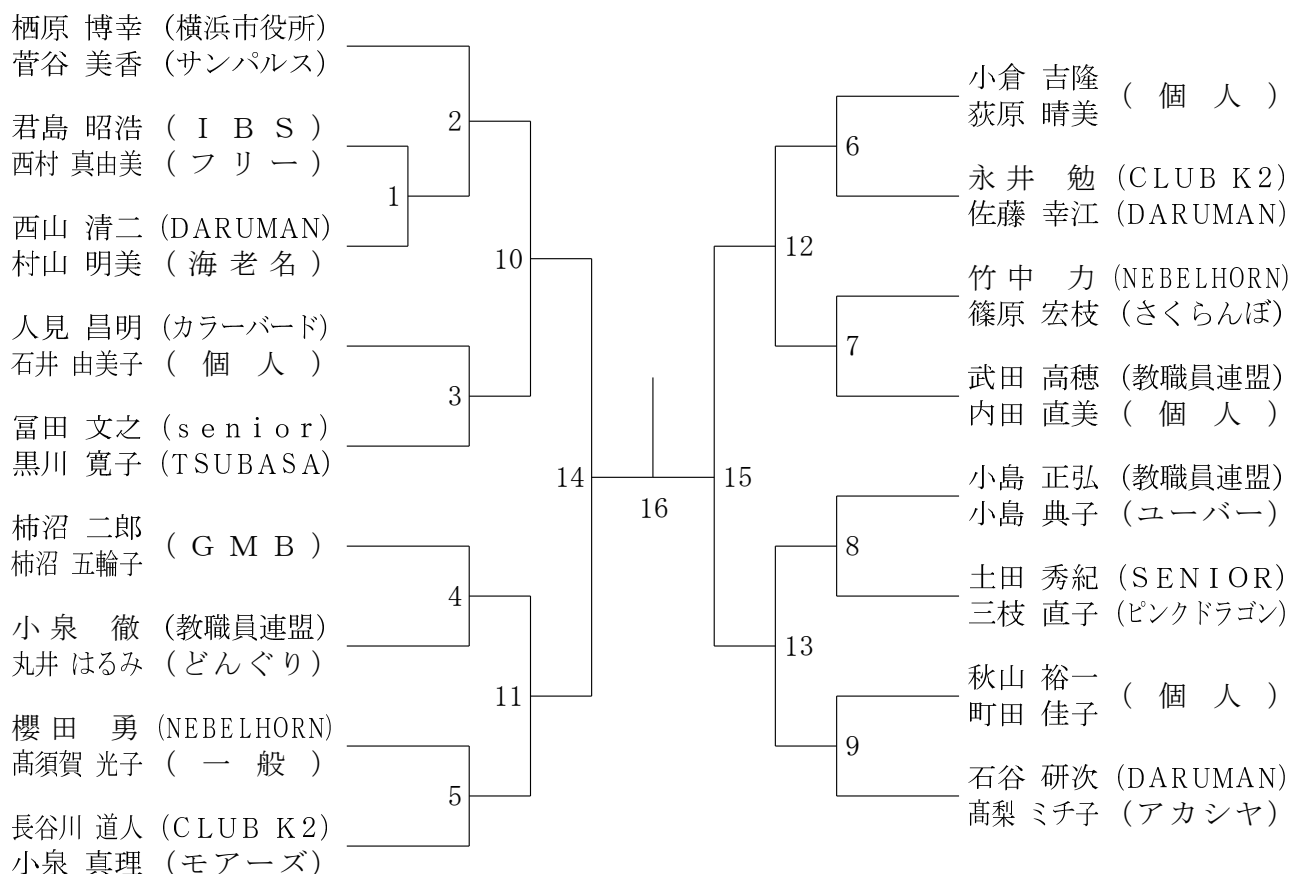 栖原 博幸 (横浜市役所)
菅谷 美香 (サンパルス)
君島 昭浩 (ＩＢＳ)
西村 真由美 (フリー)
西山 清二 (DARUMAN)
村山 明美 (海老名)
人見 昌明 (カラーバード)
石井 由美子 (個人)
冨田 文之 (senior)
黒川 寛子 (TSUBASA)
柿沼 二郎
柿沼 五輪子
(ＧＭＢ)
小泉 徹 (教職員連盟)
丸井 はるみ (どんぐり)
櫻田 勇 (NEBELHORN)
髙須賀 光子 (一般)
長谷川 道人 (CLUB K2)
小泉 真理 (モアーズ)
2
1
10
3
14
4
11
5
16
6
12
7
15
8
13
9
小倉 吉隆
荻原 晴美
(個人)
永井 勉 (CLUB K2)
佐藤 幸江 (DARUMAN)
竹中 力 (NEBELHORN)
篠原 宏枝 (さくらんぼ)
武田 高穂 (教職員連盟)
内田 直美 (個人)
小島 正弘 (教職員連盟)
小島 典子 (ユーバー)
土田 秀紀 (SENIOR)
三枝 直子 (ピンクドラゴン)
秋山 裕一
町田 佳子
(個人)
石谷 研次 (DARUMAN)
髙梨 ミチ子 (アカシヤ)